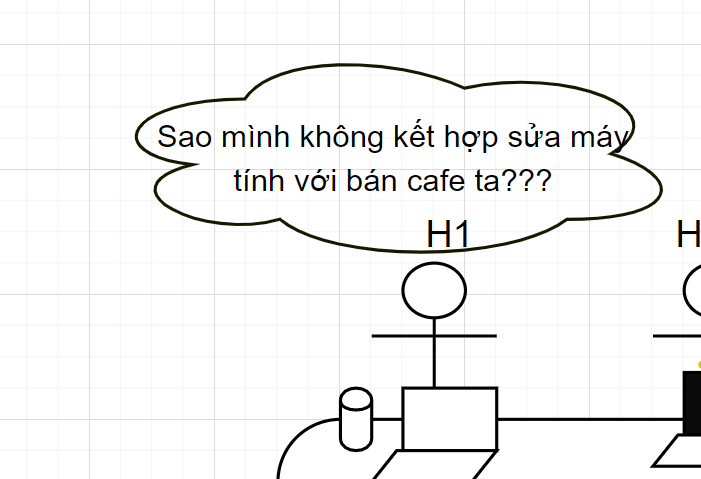 Sao mình không kết hợp sửa máy
tính với bán cafe ta???
H1
H